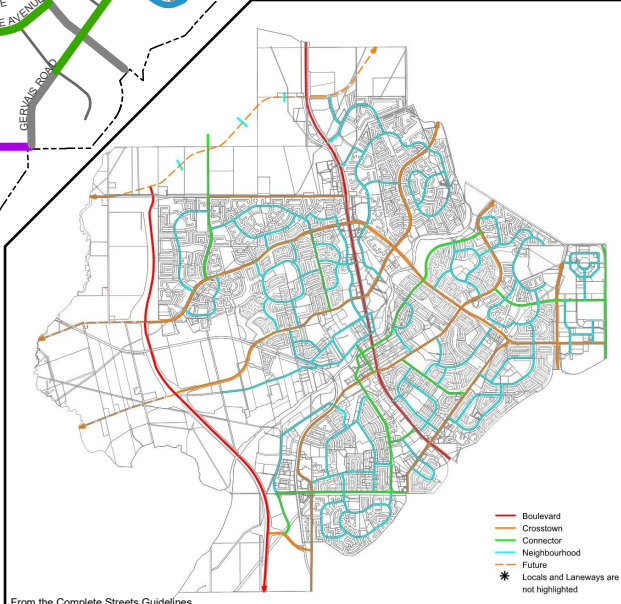 E AVENUE
GERVAIS ROAD
Boulevard
Crosstown
Connector
Neighbourhood
Future
Locals and Laneways are
not highlighted
From the Complete Streets Guidelines